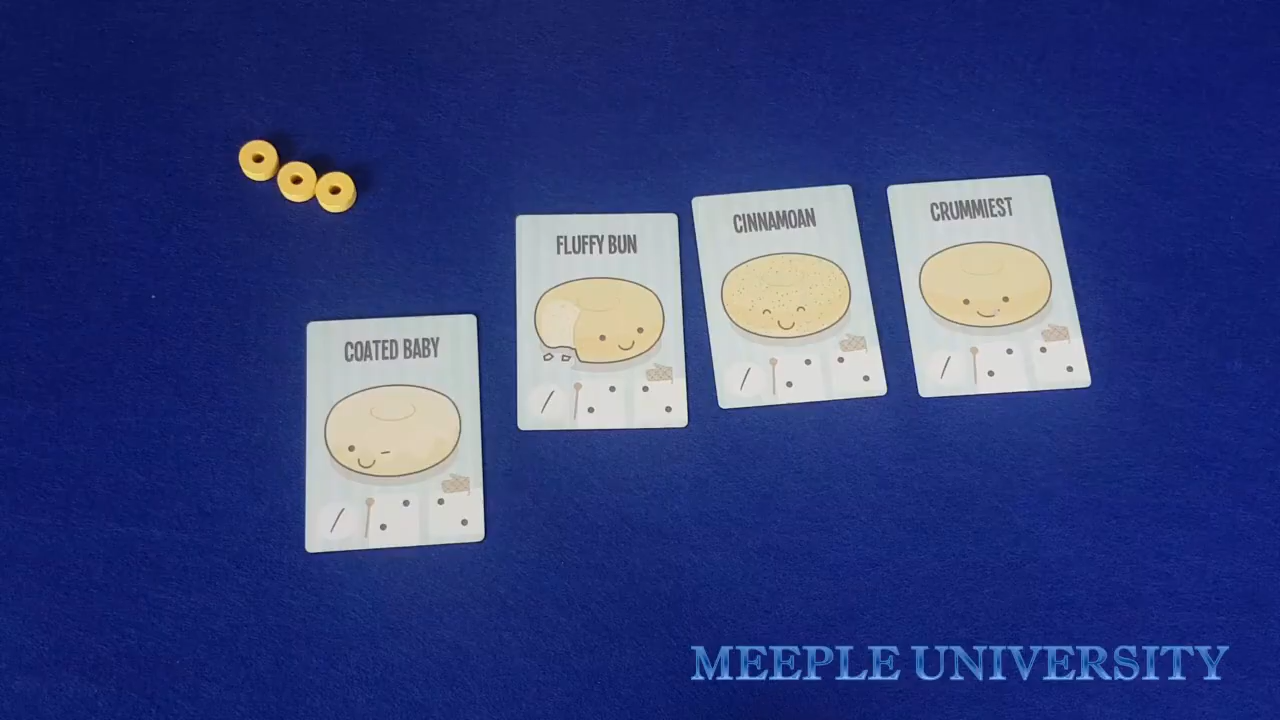 COATED BABY
FLUFFY BUN
CINNAMOAN
CRUMMIEST
MEEPLE UNIVERSITY